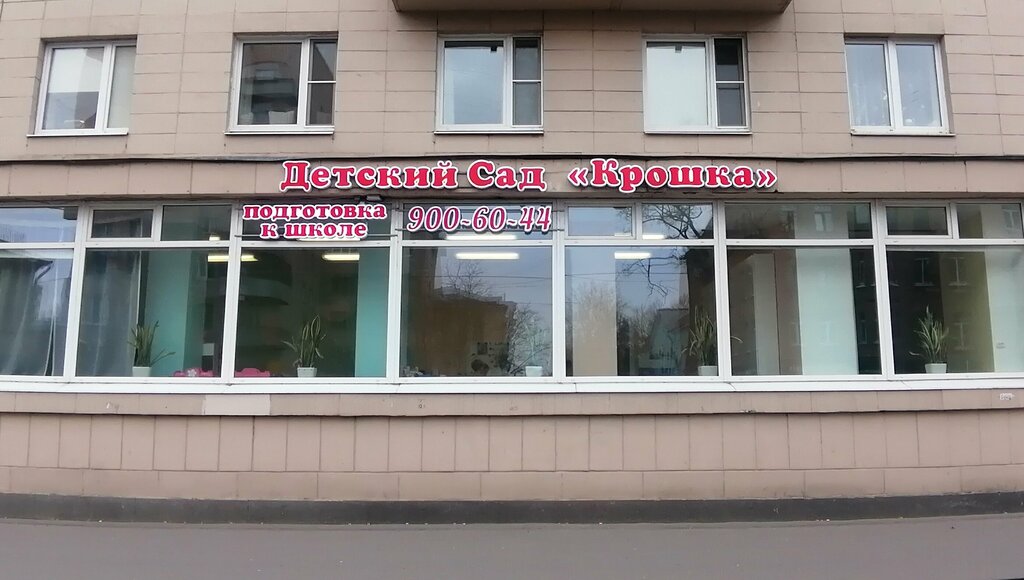 Детский Сад «Крошка»
подготовка 900-60-44
к школе